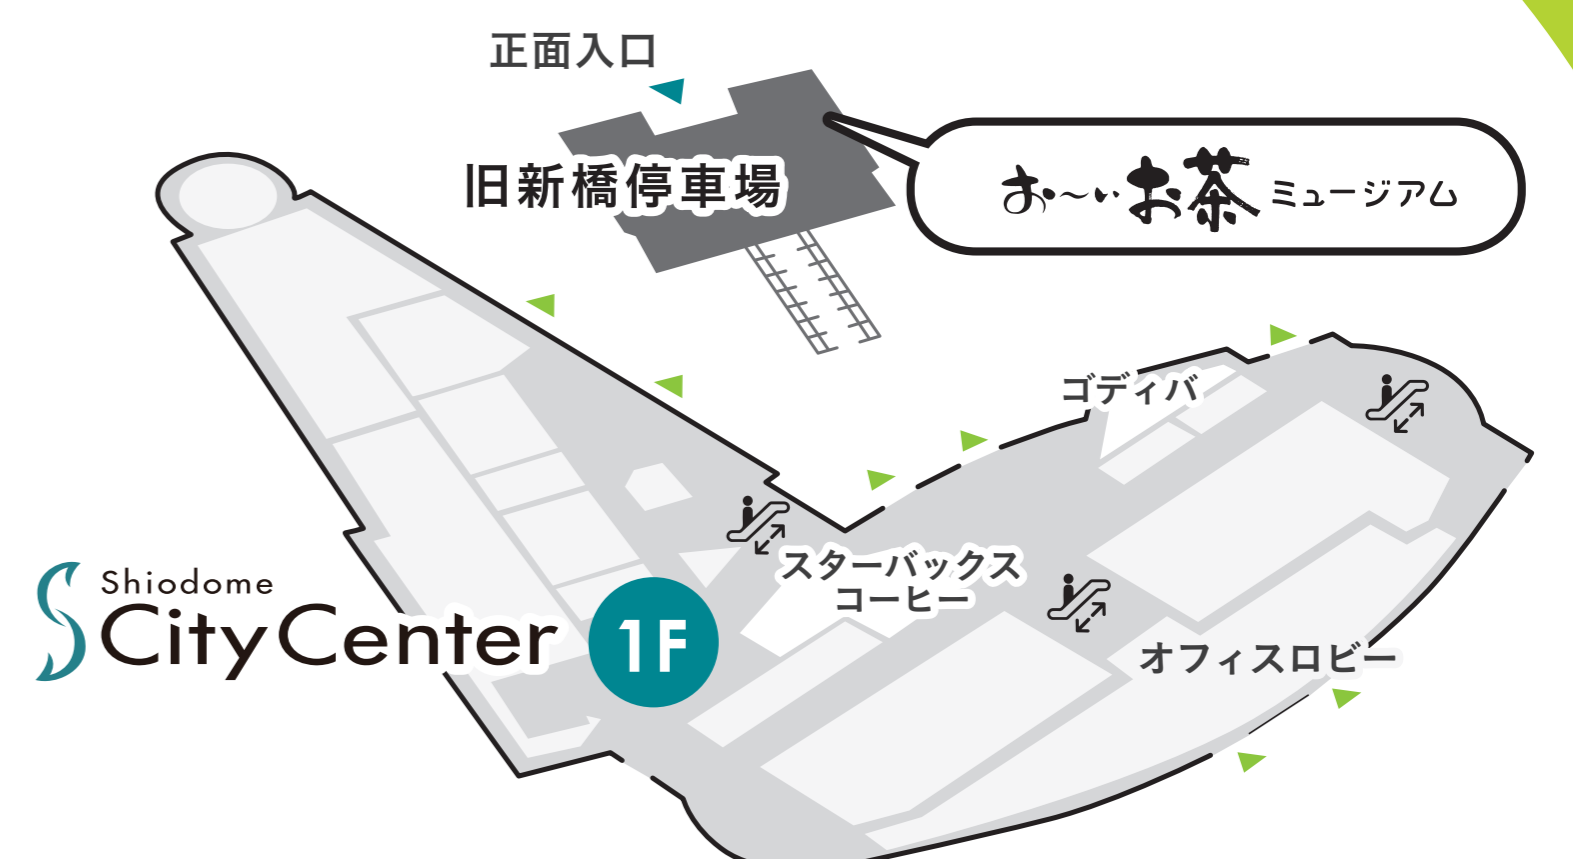 正面入口
旧新橋停車場
お〜いお茶ミュージアム
ゴディバ
スターバックス
コーヒー
Shiodome
City Center
1F
オフィスロビー